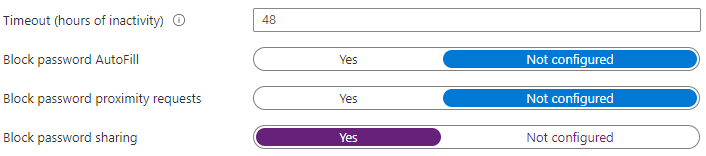 Timeout (hours of inactivity) 48
Block password AutoFill Yes Not configured
Block password proximity requests Yes Not configured
Block password sharing Yes Not configured